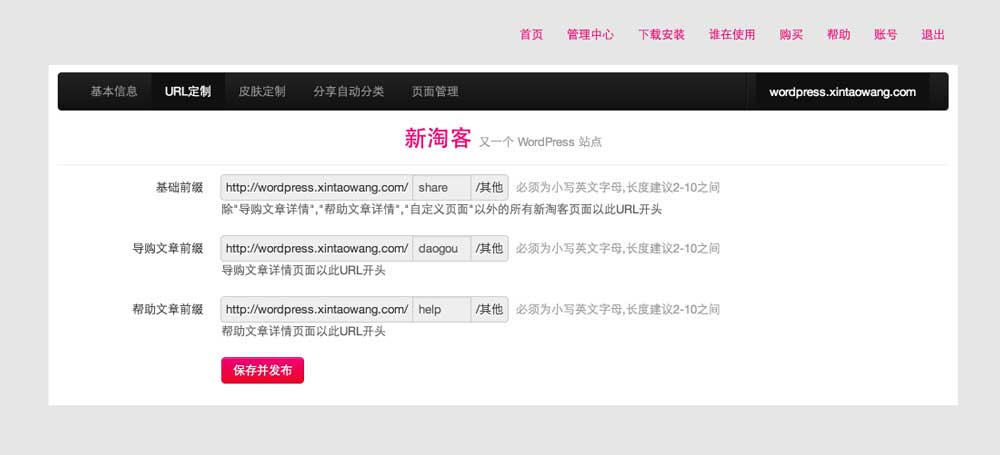 首页 管理中心 下载安装 谁在使用 购买 帮助 账号 退出
基本信息 URL定制 皮肤定制 分享自动分类 页面管理 wordpress.xintaowang.com
新淘客 又一个 WordPress 站点
基础前缀 http://wordpress.xintaowang.com/ share /其他 必须为小写英文字母,长度建议2-10之间
除"导购文章详情","帮助文章详情","自定义页面"以外的所有新淘客页面以此URL开头
导购文章前缀 http://wordpress.xintaowang.com/ daogou /其他 必须为小写英文字母,长度建议2-10之间
导购文章详情页面以此URL开头
帮助文章前缀 http://wordpress.xintaowang.com/ help /其他 必须为小写英文字母,长度建议2-10之间
帮助文章详情页面以此URL开头
保存并发布